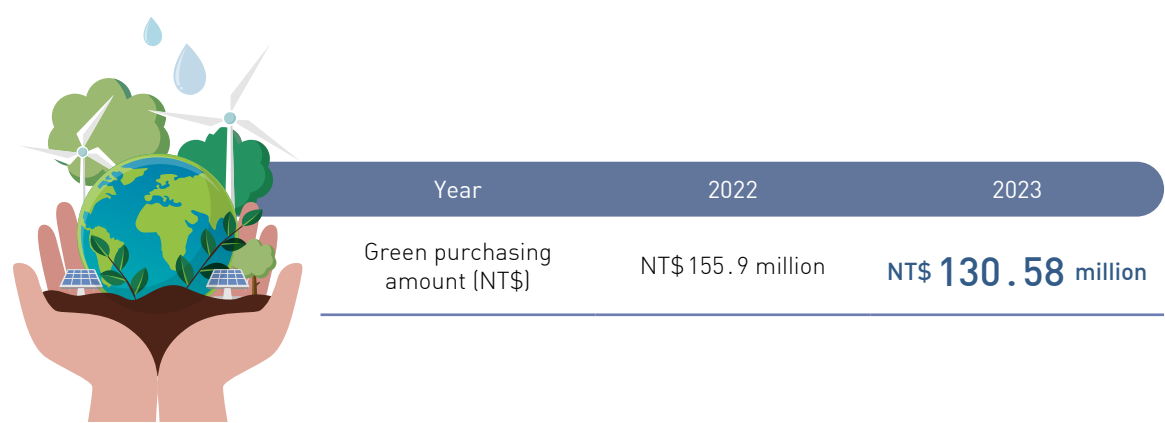 Year 2022 2023
Green purchasing
amount (NT$)
NT$155.9 million
NT$130.58 million